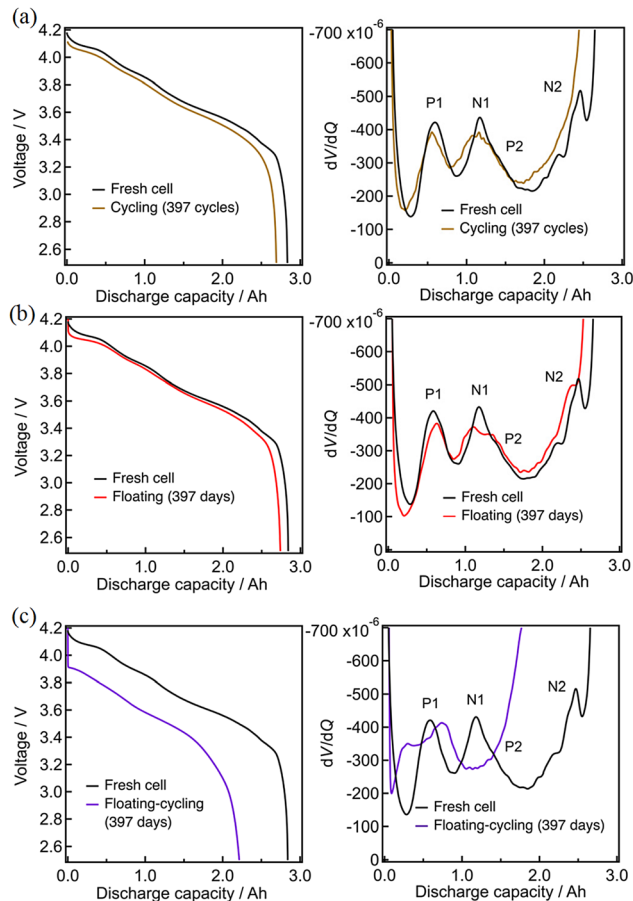 (a)
4.2
4.0
3.8
3.6
3.4
3.2
3.0
2.8
2.6
Voltage / V
Fresh cell
Cycling (397 cycles)
0.0 1.0 2.0 3.0
Discharge capacity / Ah
-700 x10-6
-600
-500
-400
-300
-200
-100
0
dV/dQ
P1
N1
P2
N2
Fresh cell
Cycling (397 cycles)
0.0 1.0 2.0 3.0
Discharge capacity / Ah
(b)
4.2
4.0
3.8
3.6
3.4
3.2
3.0
2.8
2.6
Voltage / V
Fresh cell
Floating (397 days)
0.0 1.0 2.0 3.0
Discharge capacity / Ah
-700 x10-6
-600
-500
-400
-300
-200
-100
0
dV/dQ
P1
N1
P2
N2
Fresh cell
Floating (397 days)
0.0 1.0 2.0 3.0
Discharge capacity / Ah
(c)
4.2
4.0
3.8
3.6
3.4
3.2
3.0
2.8
2.6
Voltage / V
Fresh cell
Floating-cycling
(397 days)
0.0 1.0 2.0 3.0
Discharge capacity / Ah
-700 x10-6
-600
-500
-400
-300
-200
-100
0
dV/dQ
P1
N1
P2
N2
Fresh cell
Floating-cycling (397 days)
0.0 1.0 2.0 3.0
Discharge capacity / Ah